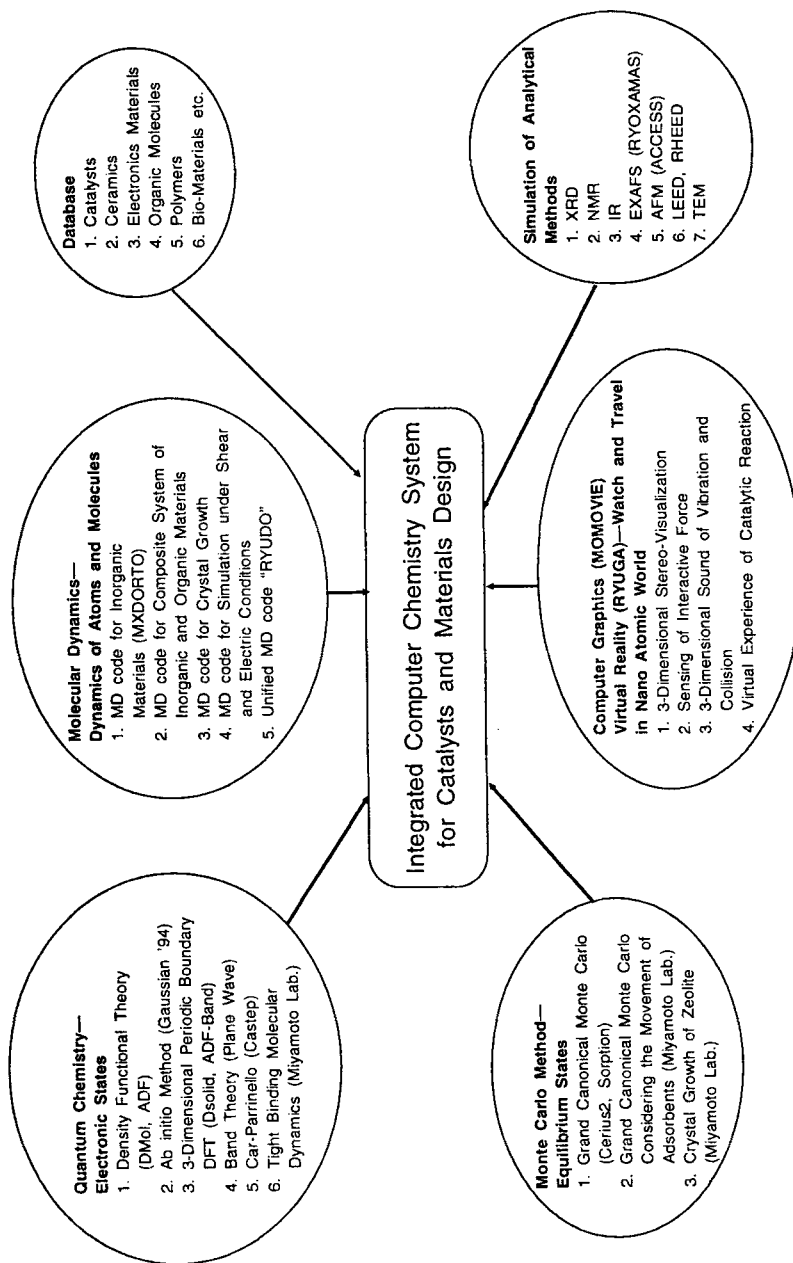 Quantum Chemistry—
Electronic States
1. Density Functional Theory
(DMol, ADF)
2. Ab initio Method (Gaussian '94)
3. 3-Dimensional Periodic Boundary
DFT (Dsolid, ADF-Band)
4. Band Theory (Plane Wave)
5. Car-Parrinello (Castep)
6. Tight Binding Molecular
Dynamics (Miyamoto Lab.)
Molecular Dynamics—
Dynamics of Atoms and Molecules
1. MD code for Inorganic
Materials (MXDORTO)
2. MD code for Composite System of
Inorganic and Organic Materials
3. MD code for Crystal Growth
4. MD code for Simulation under Shear
and Electric Conditions
5. Unified MD code "RYUDO"
Database
1. Catalysts
2. Ceramics
3. Electronics Materials
4. Organic Molecules
5. Polymers
6. Bio-Materials etc.
Integrated Computer Chemistry System
for Catalysts and Materials Design
Monte Carlo Method—
Equilibrium States
1. Grand Canonical Monte Carlo
(Cerius2, Sorption)
2. Grand Canonical Monte Carlo
Considering the Movement of
Adsorbents (Miyamoto Lab.)
3. Crystal Growth of Zeolite
(Miyamoto Lab.)
Computer Graphics (MOMOVIE)
Virtual Reality (RYUGA)—Watch and Travel
in Nano Atomic World
1. 3-Dimensional Stereo-Visualization
2. Sensing of Interactive Force
3. 3-Dimensional Sound of Vibration and
Collision
4. Virtual Experience of Catalytic Reaction
Simulation of Analytical
Methods
1. XRD
2. NMR
3. IR
4. EXAFS (RYOXAMAS)
5. AFM (ACCESS)
6. LEED, RHEED
7. TEM